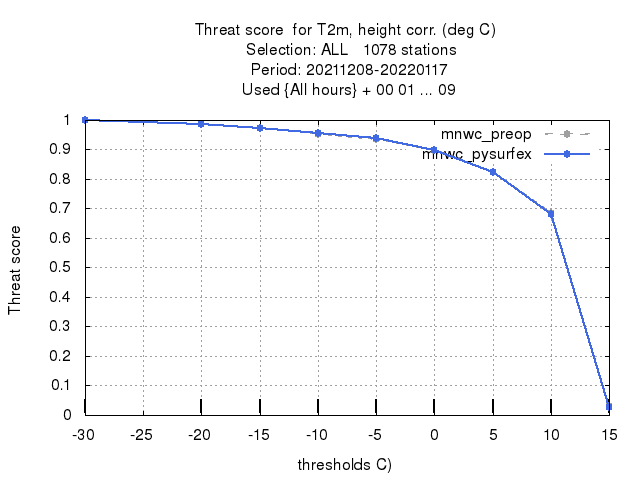 Threat score  for T2m, height corr. (deg C)
Selection: ALL   1078 stations
Period: 20211208-20220117
Used {All hours} + 00 01 ... 09
mnwc_preop
mnwc_pysurfex
Threat score
1
0.9
0.8
0.7
0.6
0.5
0.4
0.3
0.2
0.1
0
-30 -25 -20 -15 -10 -5 0 5 10 15
thresholds C)